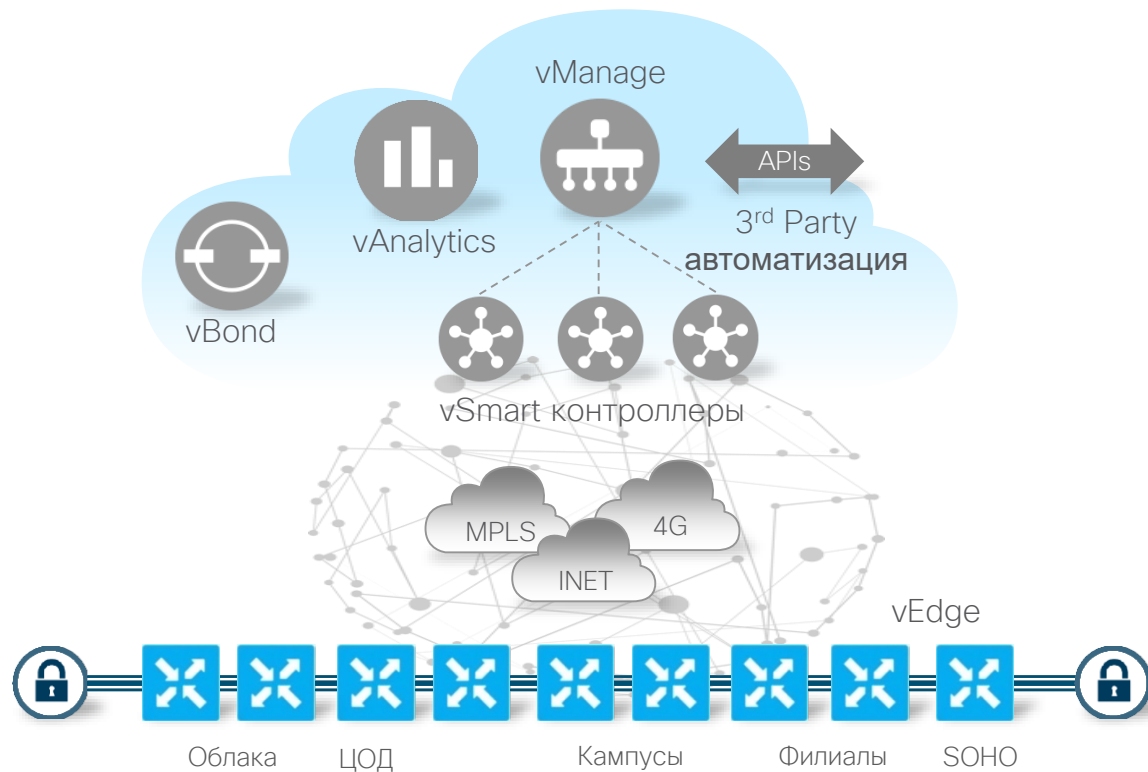 vManage
APIs
vAnalytics
3rd Party
автоматизация
vBond
vSmart контроллеры
MPLS
4G
INET
vEdge
Облака
ЦОД
Кампусы
Филиалы
SOHO